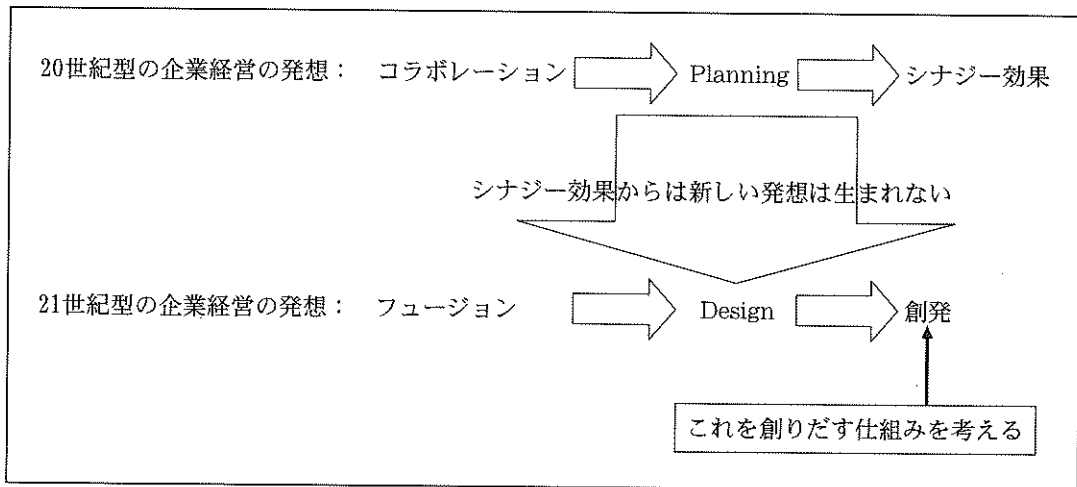 20世紀型の企業経営の発想： コラボレーション Planning シナジー効果
シナジー効果からは新しい発想は生まれない
21世紀型の企業経営の発想： フュージョン Design 創発
これを創りだす仕組みを考える